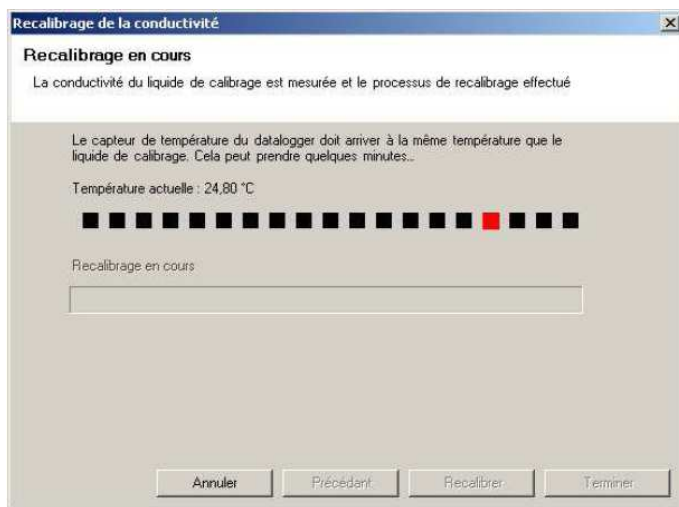 Recalibrage de la conductivité
Recalibrage en cours
La conductivité du liquide de calibrage est mesurée et le processus de recalibrage effectué
Le capteur de température du datalogger doit arriver à la même température que le
liquide de calibrage. Cela peut prendre quelques minutes...
Température actuelle : 24,80 °C
Recalibrage en cours
Annuler Précédant Recalibrer Terminer